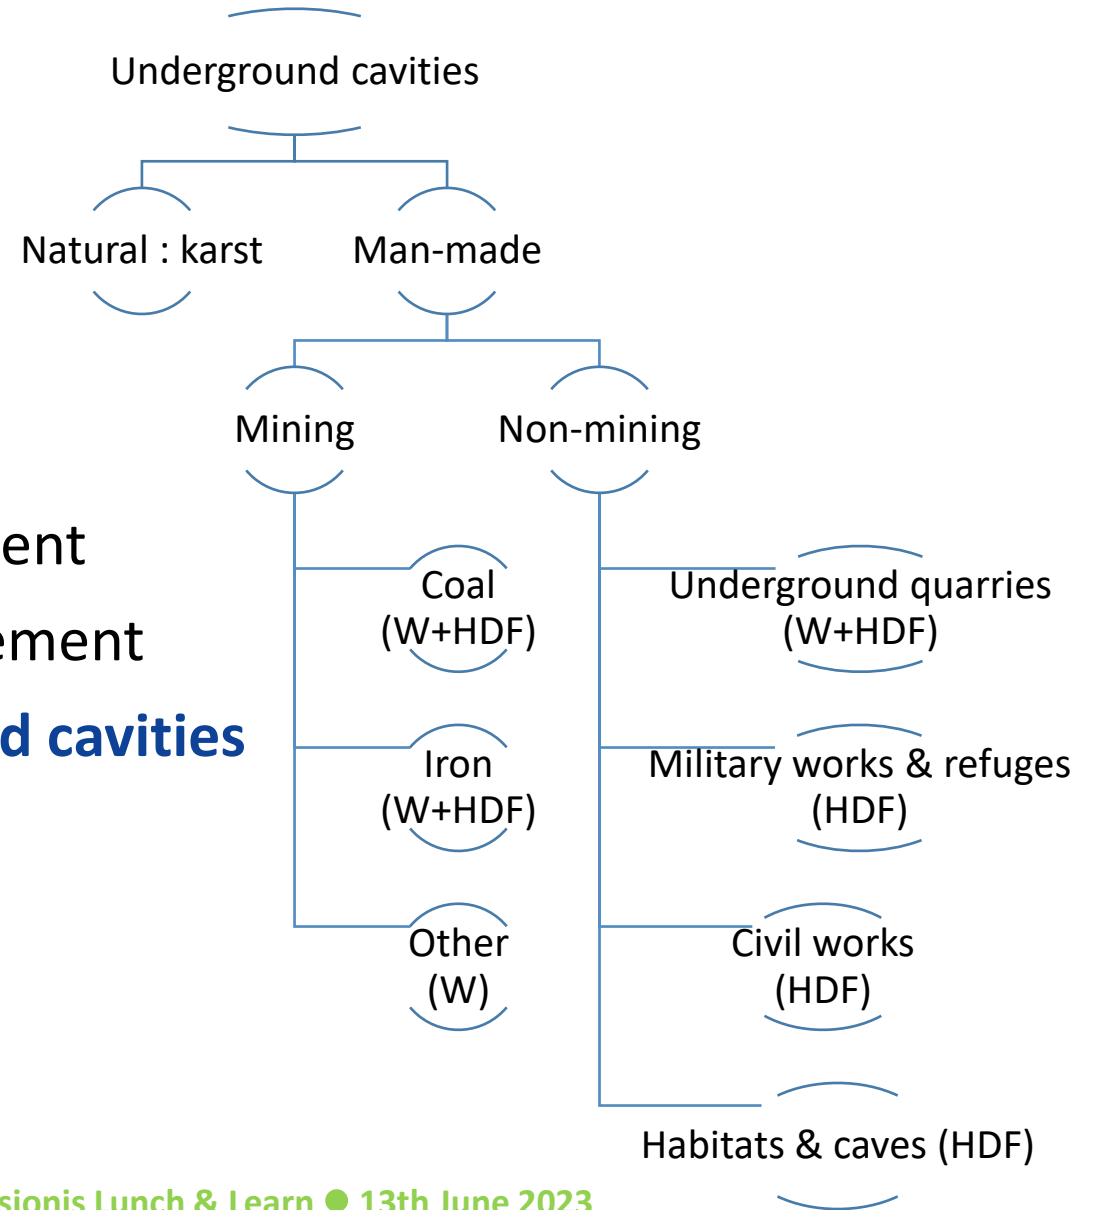 Underground cavities
Natural : karst
Man-made
Mining
Non-mining
Coal
(W+HDF)
Iron
(W+HDF)
Other
(W)
Underground quarries
(W+HDF)
Military works & refuges
(HDF)
Civil works
(HDF)
Habitats & caves (HDF)
ent
ement
d cavities
sionis Lunch & Learn ● 13th June 2023